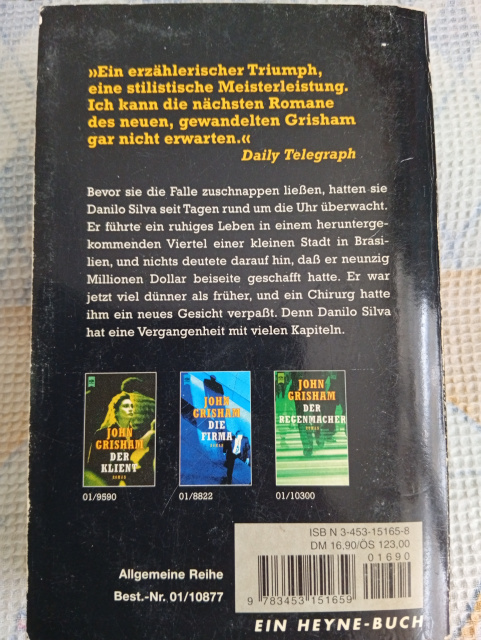 »Ein erzählerischer Triumph,
eine stilistische Meisterleistung.
Ich kann die nächsten Romane
des neuen, gewandelten Grisham
gar nicht erwarten.«
Daily Telegraph
Bevor sie die Falle zuschnappen ließen, hatten sie
Danilo Silva seit Tagen rund um die Uhr überwacht.
Er führte ein ruhiges Leben in einem herunterge-
kommenden Viertel einer kleinen Stadt in Brasi-
lien, und nichts deutete darauf hin, daß er neunzig
Millionen Dollar beiseite geschafft hatte. Er war
jetzt viel dünner als früher, und ein Chirurg hatte
ihm ein neues Gesicht verpaßt. Denn Danilo Silva
hat eine Vergangenheit mit vielen Kapiteln.
JOHN
GRISHAM
DER
KLIENT
ROMAN
JOHN
GRISHAM
DIE
FIRMA
ROMAN
JOHN
GRISHAM
DER
REGENMACHER
ROMAN
01/9590
01/8822
01/10300
ISBN 3-453-15165-8
DM 16.90/ÖS 123.00
01690
9 783453 151659
Allgemeine Reihe
Best.-Nr. 01/10877
EIN HEYNE-BUCH